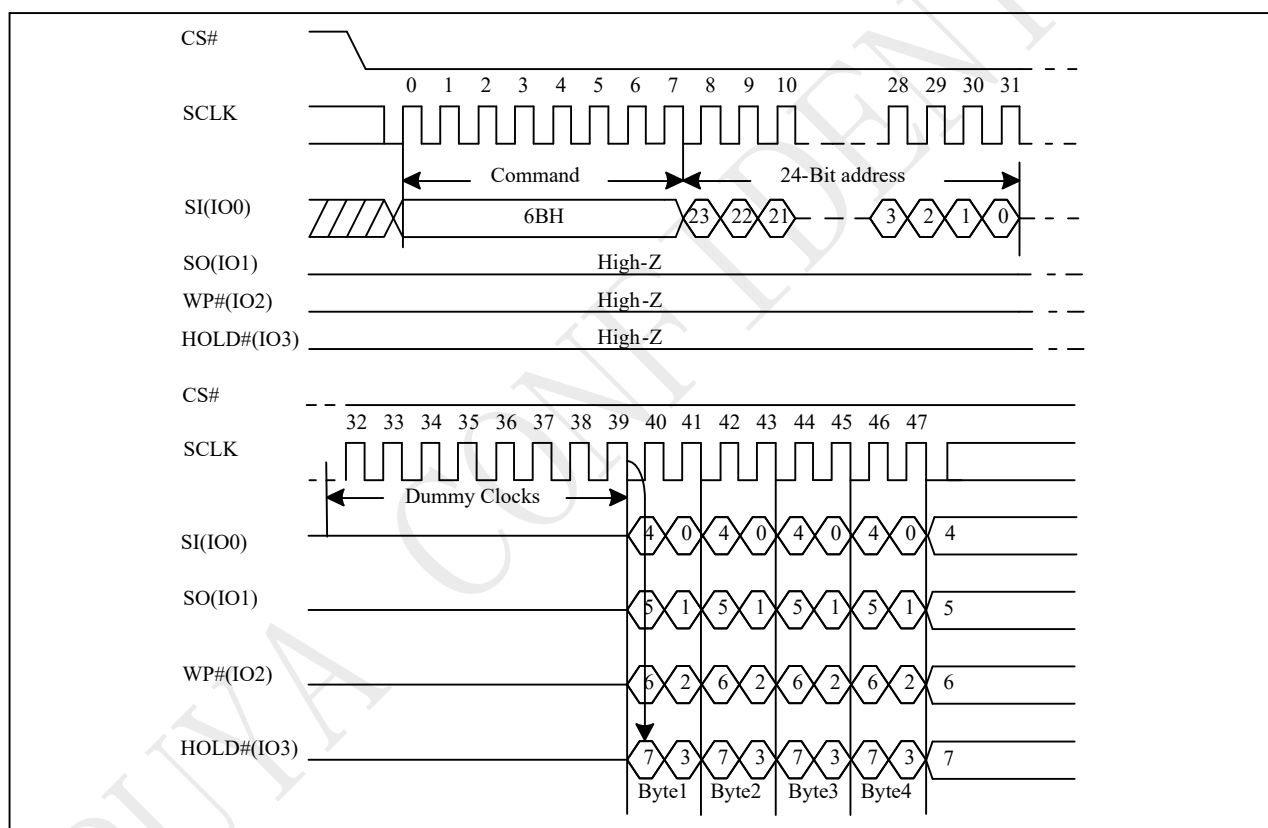 CS#
0 1 2 3 4 5 6 7 8 9 10 28 29 30 31
SCLK
Command 24-Bit address
SI(IO0) 6BH 23 22 21 3 2 1 0
SO(IO1) High-Z
WP#(IO2) High-Z
HOLD#(IO3) High-Z
CS#
32 33 34 35 36 37 38 39 40 41 42 43 44 45 46 47
SCLK
Dummy Clocks
SI(IO0) 4 0 4 0 4 0 4 0 4
SO(IO1) 5 1 5 1 5 1 5 1 5
WP#(IO2) 6 2 6 2 6 2 6 2 6
HOLD#(IO3) 7 3 7 3 7 3 7 3 7
Byte1 Byte2 Byte3 Byte4